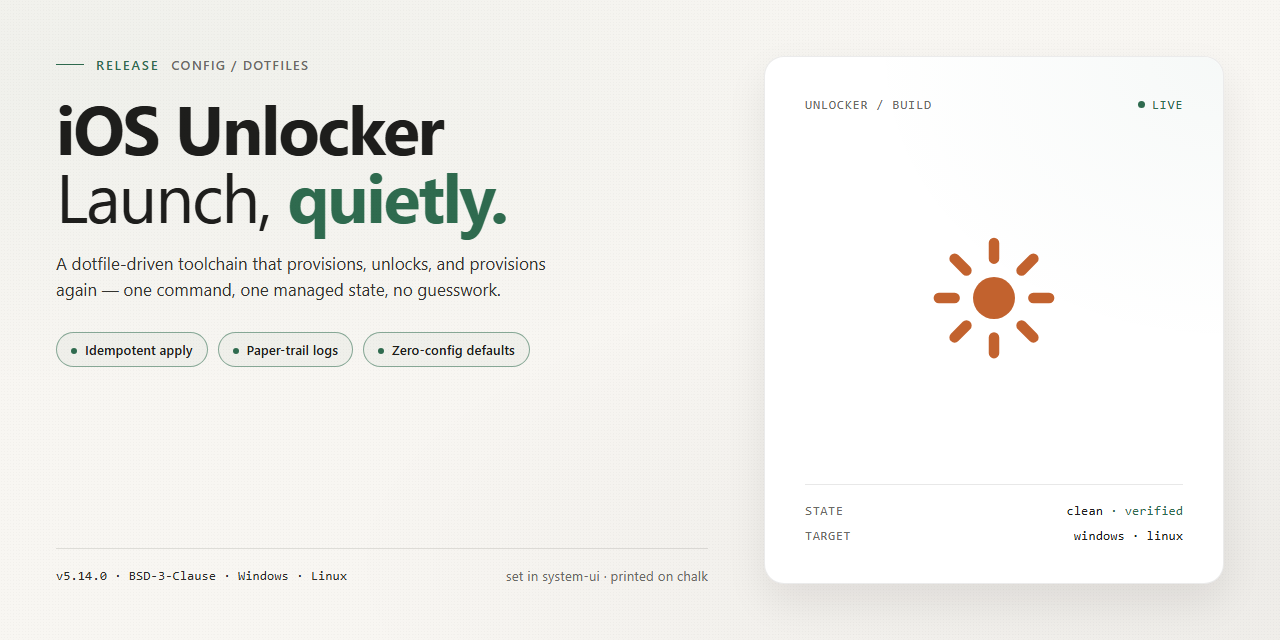 RELEASE CONFIG / DOTFILES
iOS Unlocker
Launch, quietly.
A dotfile-driven toolchain that provisions, unlocks, and provisions
again — one command, one managed state, no guesswork.
Idempotent apply
Paper-trail logs
Zero-config defaults
v5.14.0 · BSD-3-Clause · Windows · Linux
set in system-ui · printed on chalk
UNLOCKER / BUILD
LIVE
STATE clean · verified
TARGET windows · linux